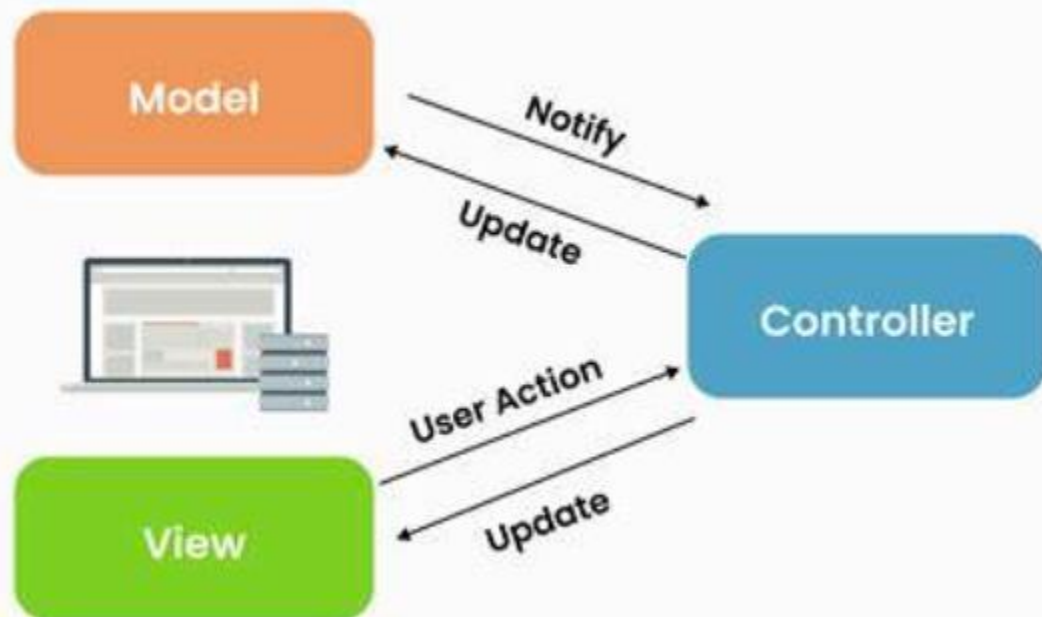 Model
Notify
Update
Controller
User Action
Update
View